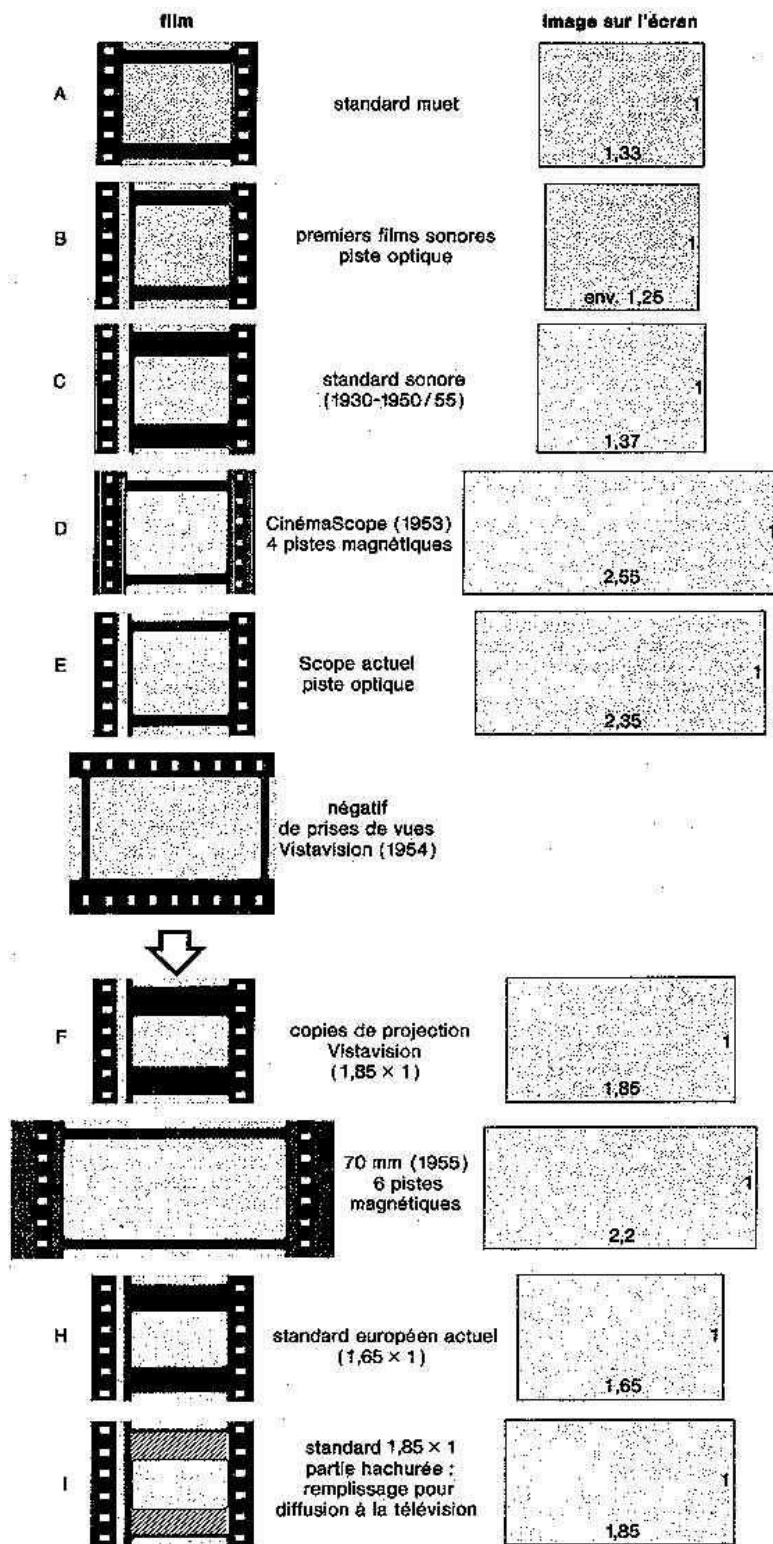 film
image sur l'écran
A
standard muet
1
1,33
B
premiers films sonores
piste optique
1
env. 1,25
C
standard sonore
(1930-1950/55)
1
1,37
D
CinémaScope (1953)
4 pistes magnétiques
1
2,55
E
Scope actuel
piste optique
1
2,35
négatif
de prises de vues
Vistavision (1954)
F
copies de projection
Vistavision
(1,85 × 1)
1
1,85
70 mm (1955)
6 pistes
magnétiques
1
2,2
H
standard européen actuel
(1,65 × 1)
1
1,65
I
standard 1,85 × 1
partie hachurée :
remplissage pour
diffusion à la télévision
1
1,85